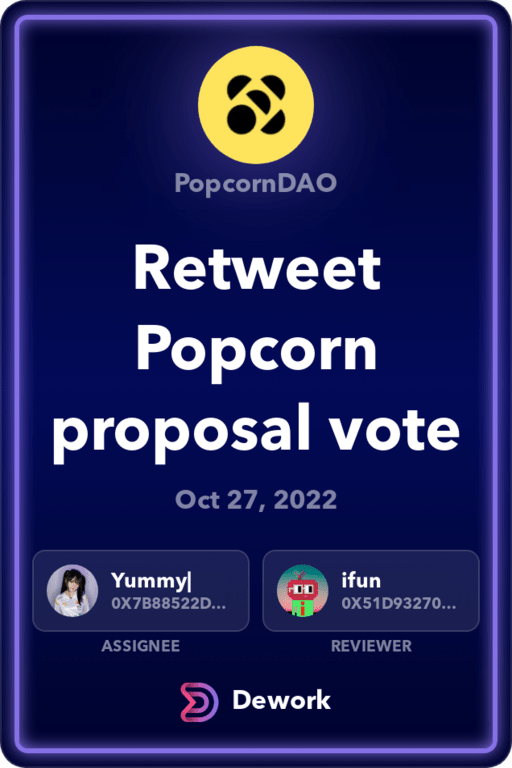 PopcornDAO
Retweet
Popcorn
proposal vote
Oct 27, 2022
Yummy|
0X7B88522D...
ASSIGNEE
ifun
0X51D93270...
REVIEWER
Dework